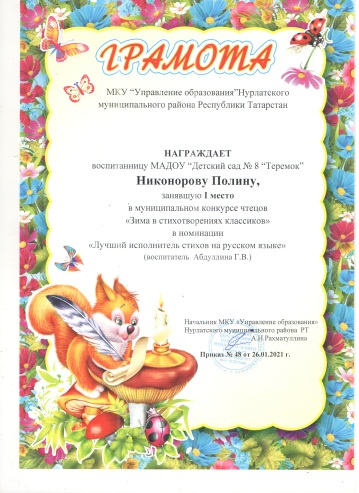 ГРАМОТА
МКУ “Управление образования”Нурлатского
муниципального района Республики Татарстан
НАГРАЖДАЕТ
воспитанницу МАДОУ “Детский сад № 8 “Теремок”
Никонорову Полину,
занявшую I место
в муниципальном конкурсе чтецов
«Зима в стихотворениях классиков»
в номинации
«Лучший исполнитель стихов на русском языке»
(воспитатель Абдуллина Г.В.)
Начальник МКУ «Управление образования»
Нурлатского муниципального района РТ
А.Н.Рахматуллина
Приказ № 48 от 26.01.2021 г.